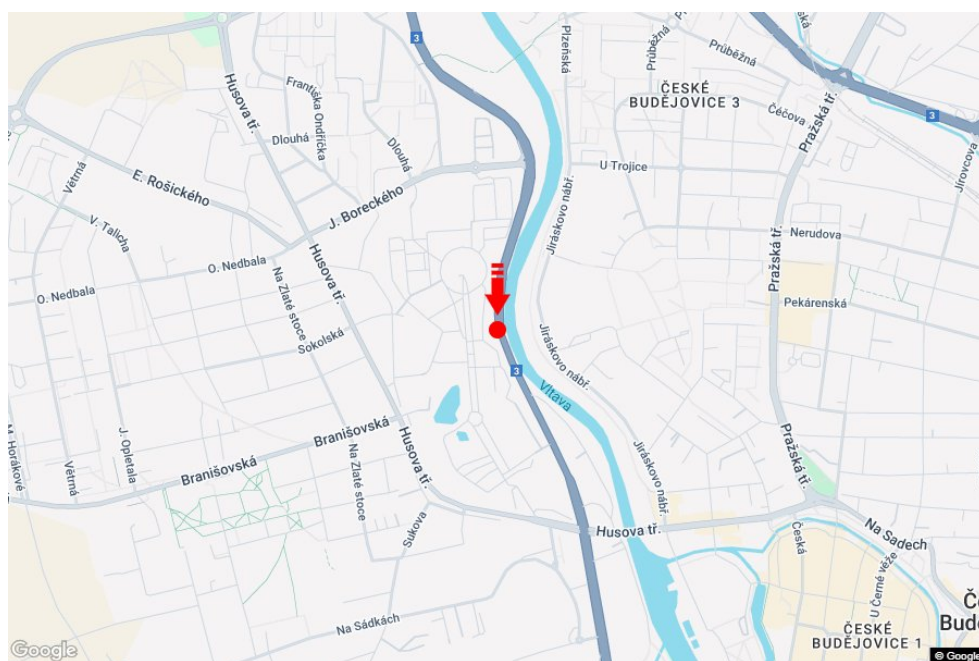 3
Plzeňská
Průběžná
Průběžná
ČESKÉ
BUDĚJOVICE 3
Čéčova
Pražská tř.
3
Jírovcova
Husova tř.
Františka Ondříčka
Dlouhá
Dlouhá
U Trojice
Větrná
E. Rošického
J. Boreckého
V. Talicha
Jiráskovo nábř.
Nerudova
Pražská tř.
O. Nedbala
O. Nedbala
Husova tř.
Na Zlaté stoce
Pekárenská
Sokolská
Jiráskovo nábř.
3
Vltava
M. Horákové
J. Opletala
Branišovská
Husova tř.
Jiráskovo nábř.
Pražská tř.
Větrná
Branišovská
Na Zlaté stoce
Sukova
Husova tř.
Česká
Na Sadech
U Černé věže
Na Sádkách
ČESKÉ
BUDĚJOVICE 1
Č
Bud
Google
© Google